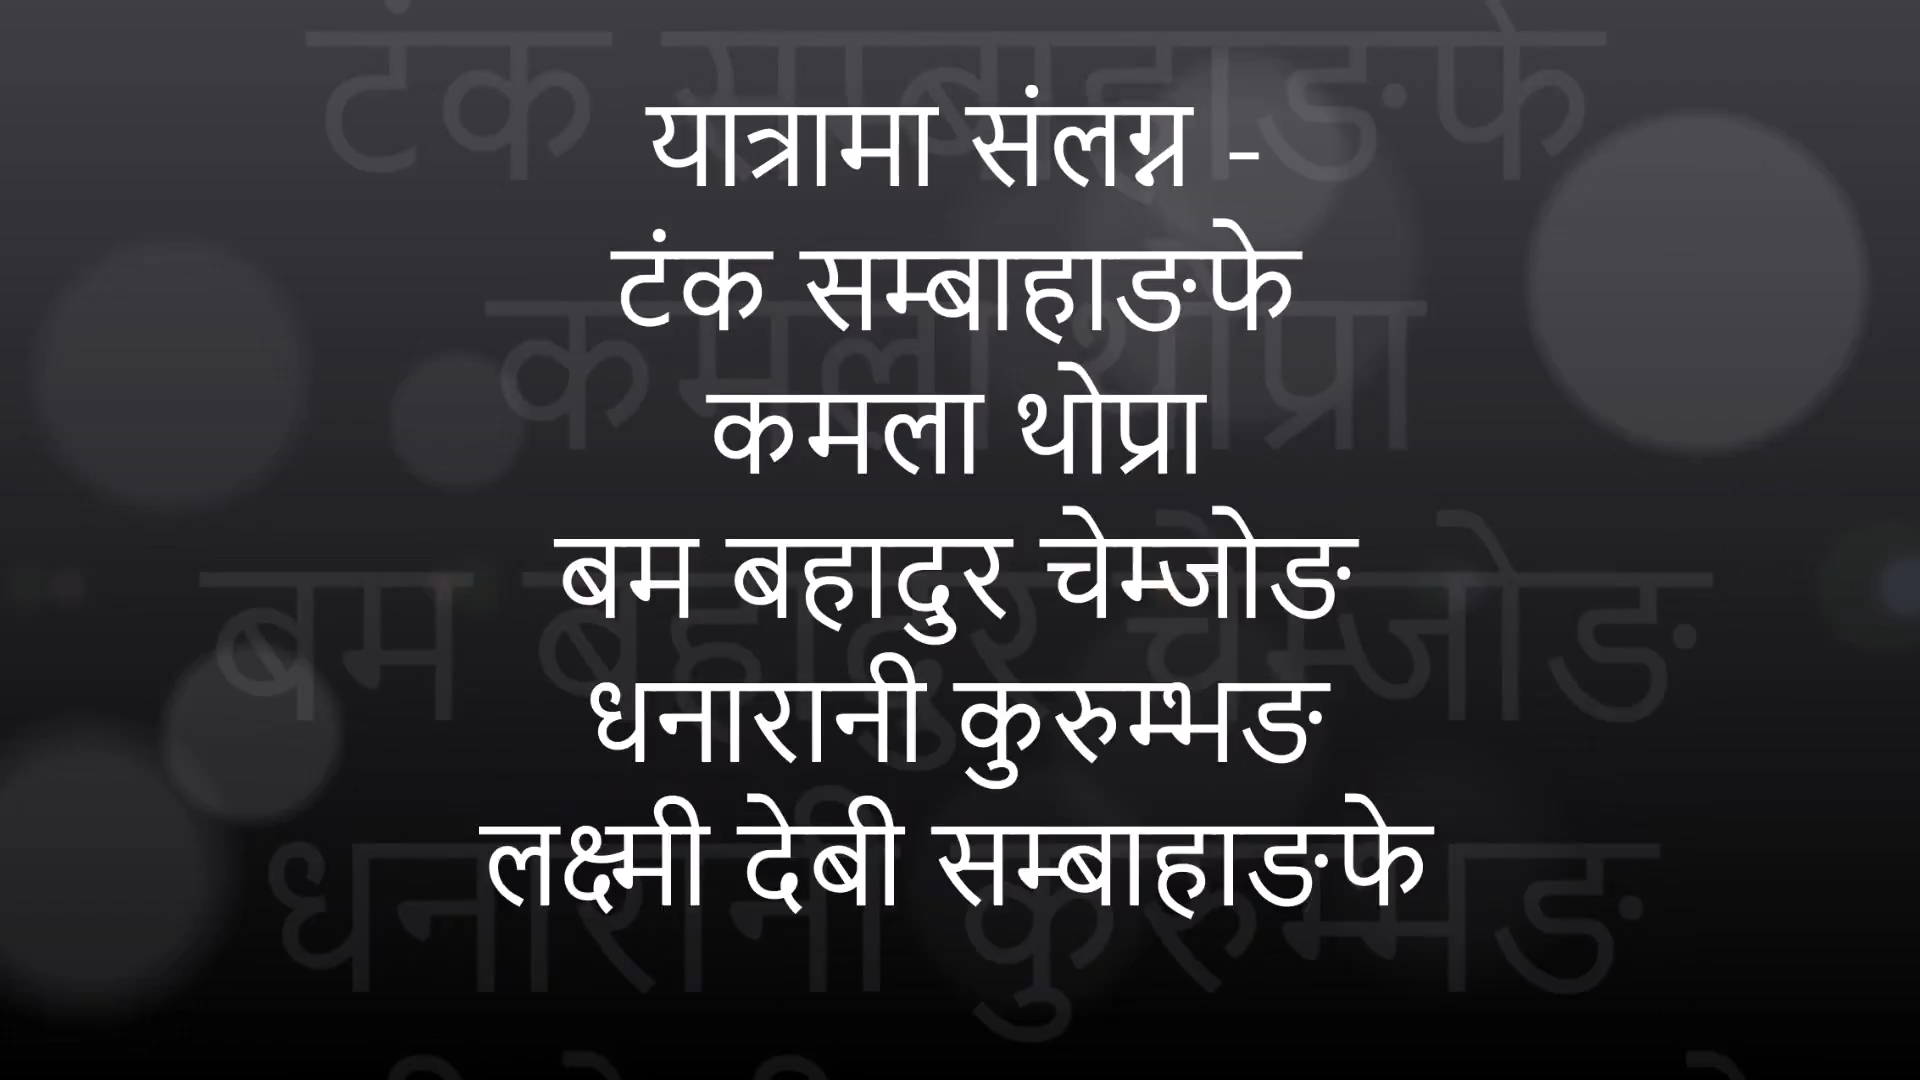 यात्रामा संलग्न -
टंक सम्बाहाङफे
कमला थोप्रा
बम बहादुर चेम्जोङ
धनारानी कुरुम्भङ
लक्ष्मी देबी सम्बाहाङफे